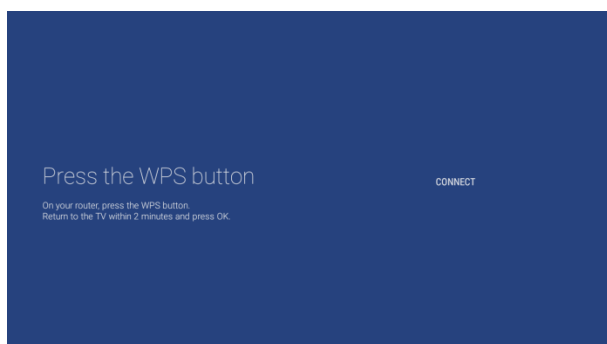 Press the WPS button
CONNECT
On your router, press the WPS button.
Return to the TV within 2 minutes and press OK.